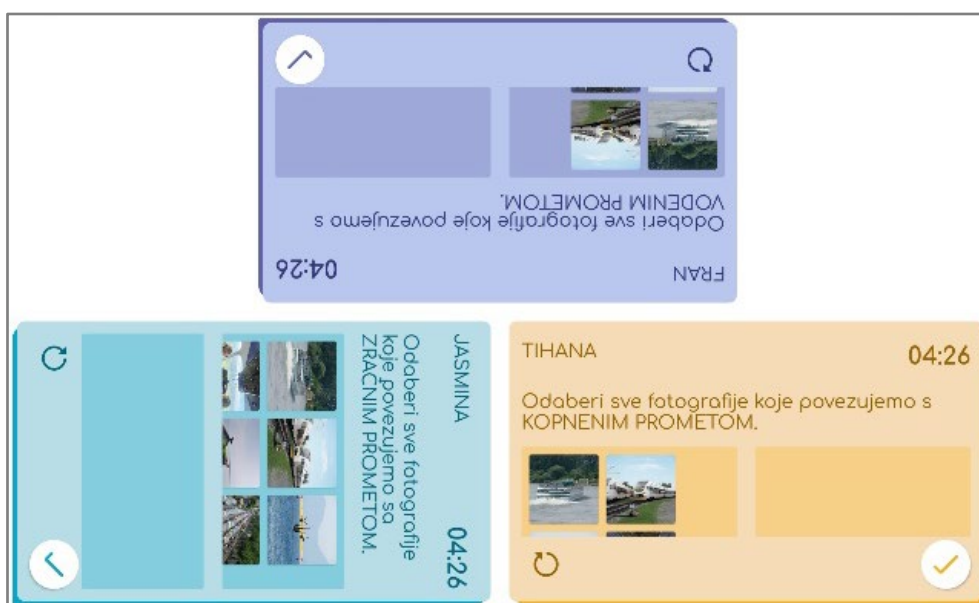 FRAN
04:26
Odaberi sve fotografije koje povezujemo s
VODENIM PROMETOM.
JASMINA
04:26
Odaberi sve fotografije
koje povezujemo sa
ZRAČNIM PROMETOM.
TIHANA
04:26
Odaberi sve fotografije koje povezujemo s
KOPNENIM PROMETOM.